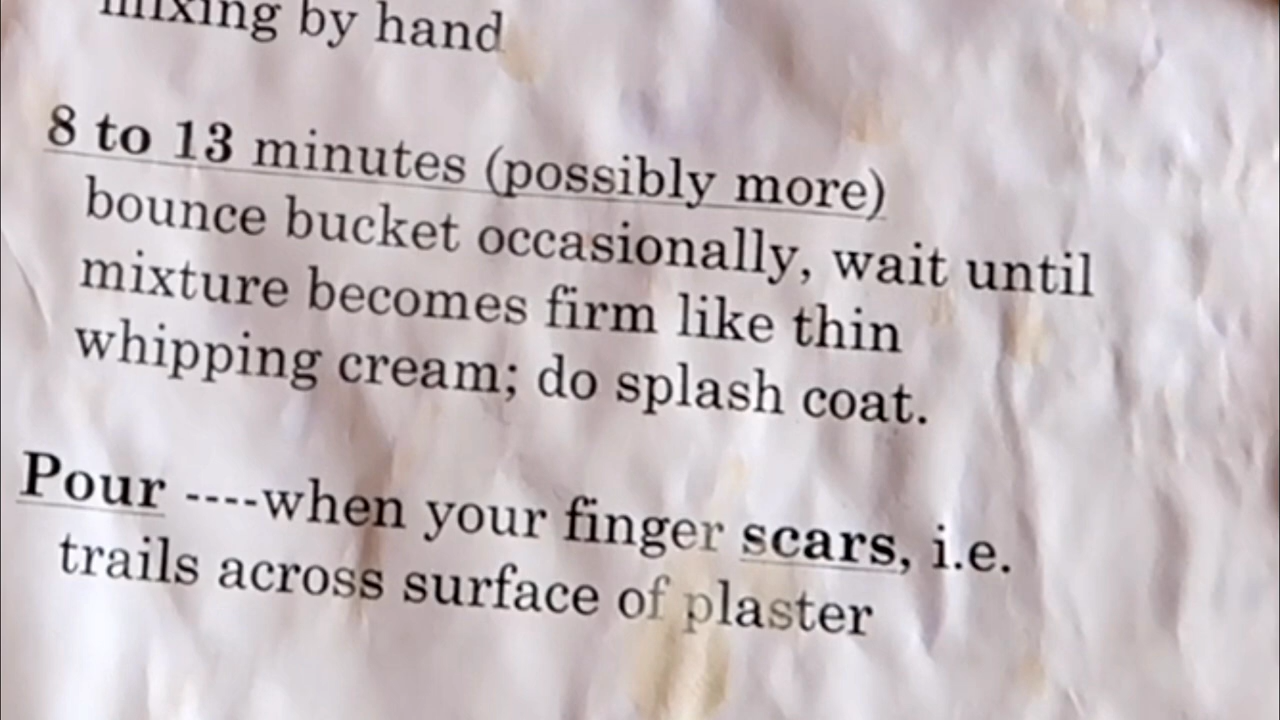 mixing by hand
8 to 13 minutes (possibly more)
bounce bucket occasionally, wait until
mixture becomes firm like thin
whipping cream; do splash coat.
Pour ----when your finger scars, i.e.
trails across surface of plaster